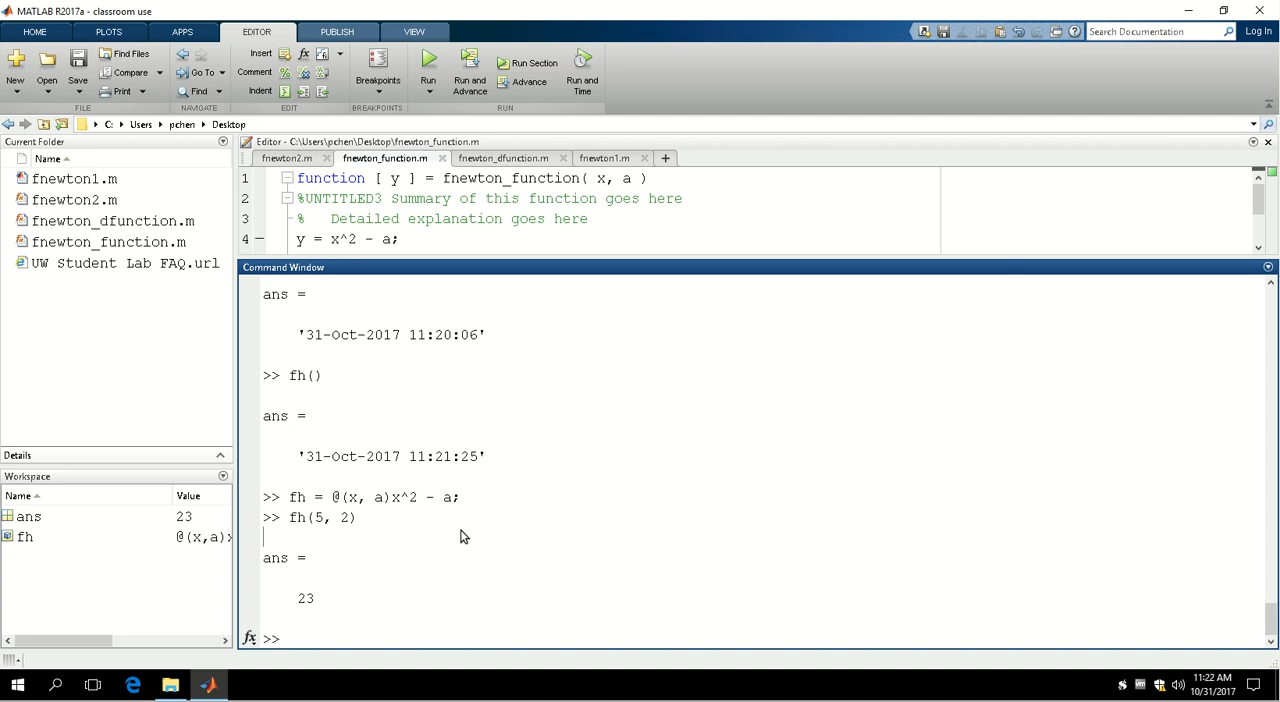 MATLAB R2017a - classroom use
HOME PLOTS APPS EDITOR PUBLISH VIEW
Search Documentation Log In
New Open Save Find Files Compare Print
Go To Find
Insert fx
Comment
Indent
Breakpoints Run Run and Advance Run Section Advance Run and Time
FILE NAVIGATE EDIT BREAKPOINTS RUN
C: Users pchen Desktop
Current Folder
Name
fnewton1.m
fnewton2.m
fnewton_dfunction.m
fnewton_function.m
UW Student Lab FAQ.url
Details
Workspace
Name Value
ans 23
fh @(x,a)x
Editor - C:\Users\pchen\Desktop\fnewton_function.m
fnewton2.m fnewton_function.m fnewton_dfunction.m fnewton1.m
1 function [ y ] = fnewton_function( x, a )
2 %UNTITLED3 Summary of this function goes here
3 % Detailed explanation goes here
4 y = x^2 - a;
Command Window
ans =
'31-Oct-2017 11:20:06'
>> fh()
ans =
'31-Oct-2017 11:21:25'
>> fh = @(x, a)x^2 - a;
>> fh(5, 2)
ans =
23
fx >>
11:22 AM
10/31/2017